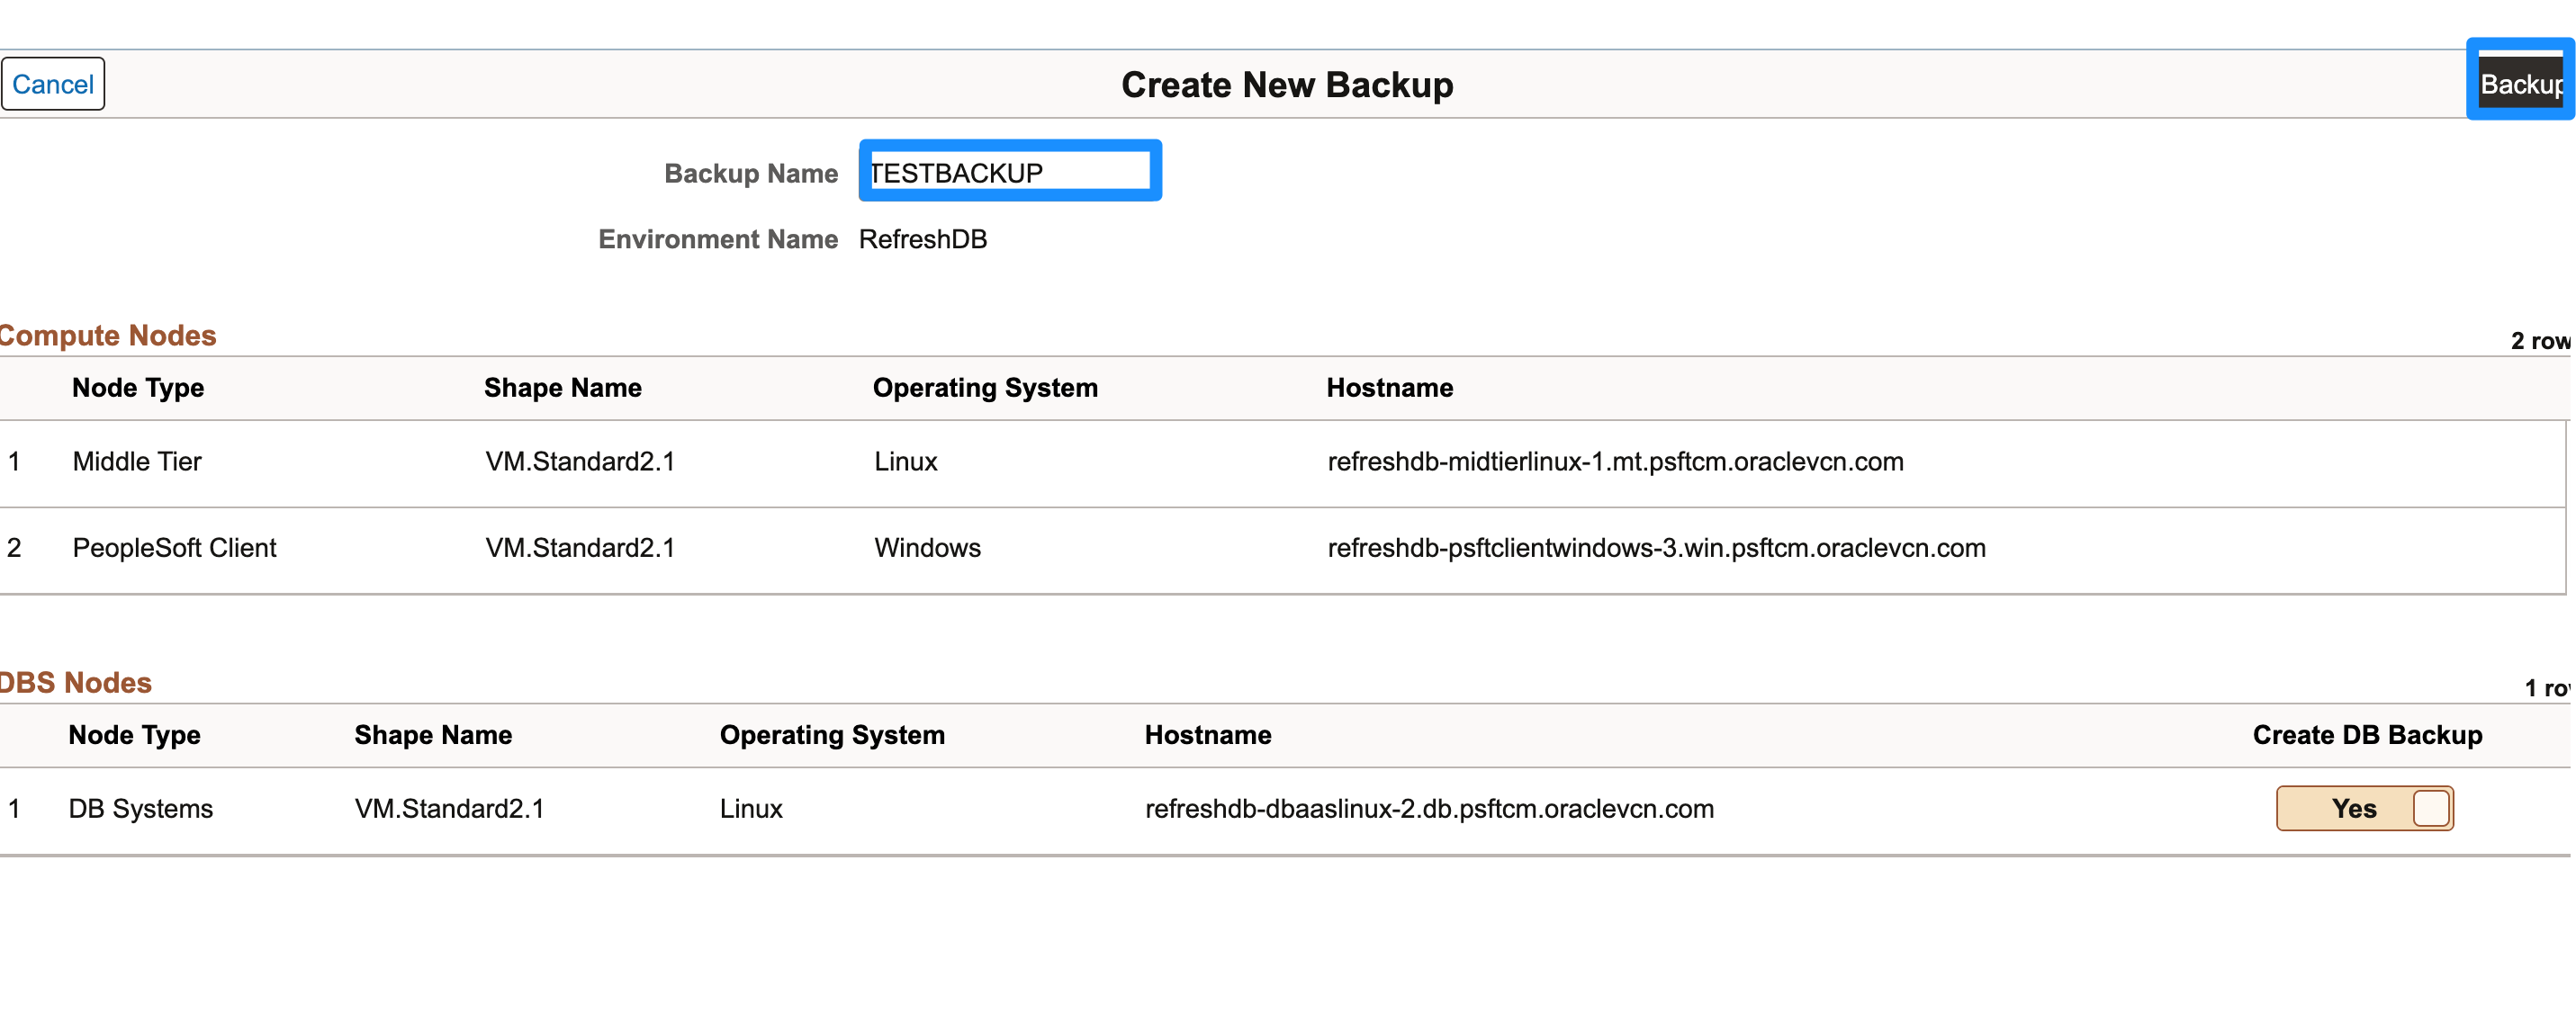 Cancel Create New Backup Backup
Backup Name TESTBACKUP
Environment Name RefreshDB
Compute Nodes 2 row
Node Type Shape Name Operating System Hostname
1 Middle Tier VM.Standard2.1 Linux refreshdb-midtierlinux-1.mt.psftcm.oraclevcn.com
2 PeopleSoft Client VM.Standard2.1 Windows refreshdb-psftclientwindows-3.win.psftcm.oraclevcn.com
DBS Nodes 1 ro
Node Type Shape Name Operating System Hostname Create DB Backup
1 DB Systems VM.Standard2.1 Linux refreshdb-dbaaslinux-2.db.psftcm.oraclevcn.com Yes